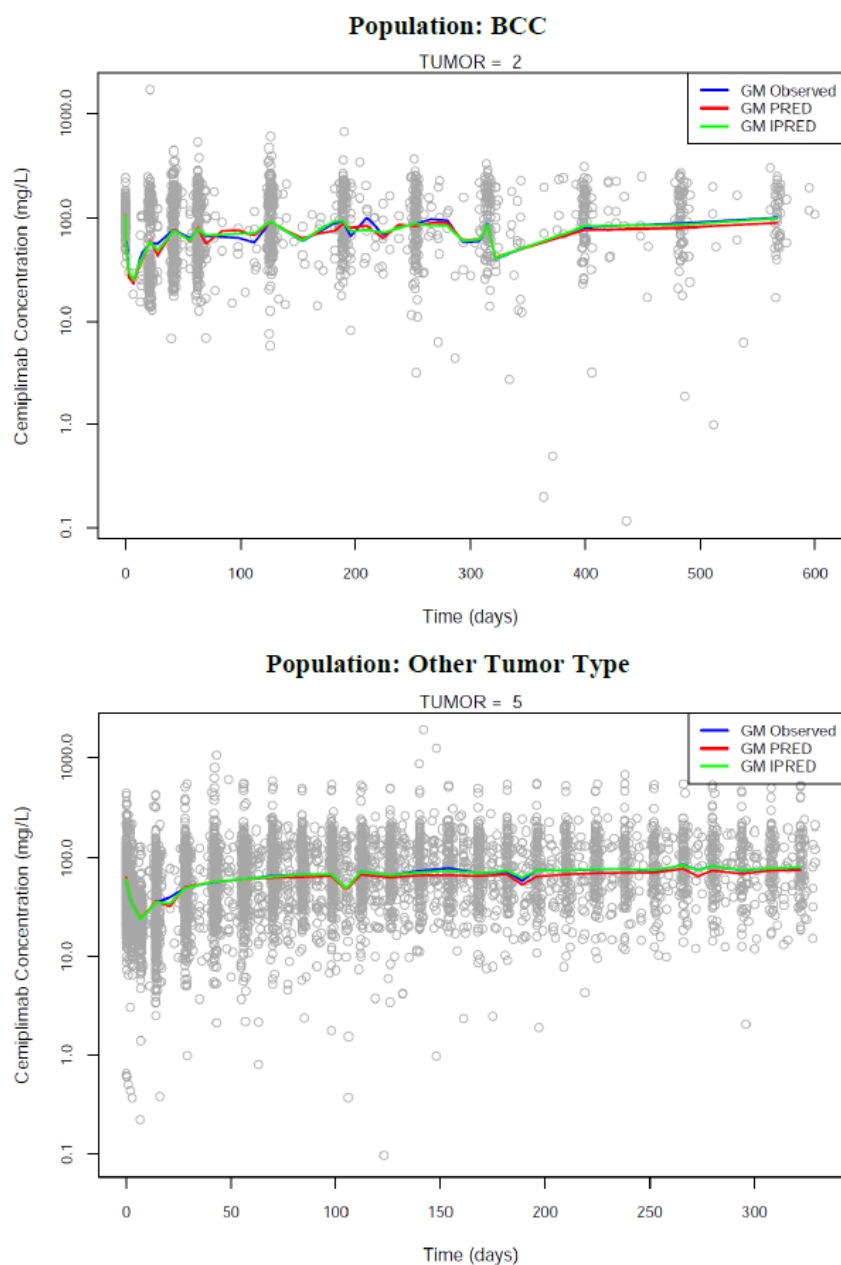 Population: BCC
TUMOR = 2
GM Observed
GM PRED
GM IPRED
Cemiplimab Concentration (mg/L)
1000.0
100.0
10.0
1.0
0.1
0 100 200 300 400 500 600
Time (days)
Population: Other Tumor Type
TUMOR = 5
GM Observed
GM PRED
GM IPRED
Cemiplimab Concentration (mg/L)
1000.0
100.0
10.0
1.0
0.1
0 50 100 150 200 250 300
Time (days)